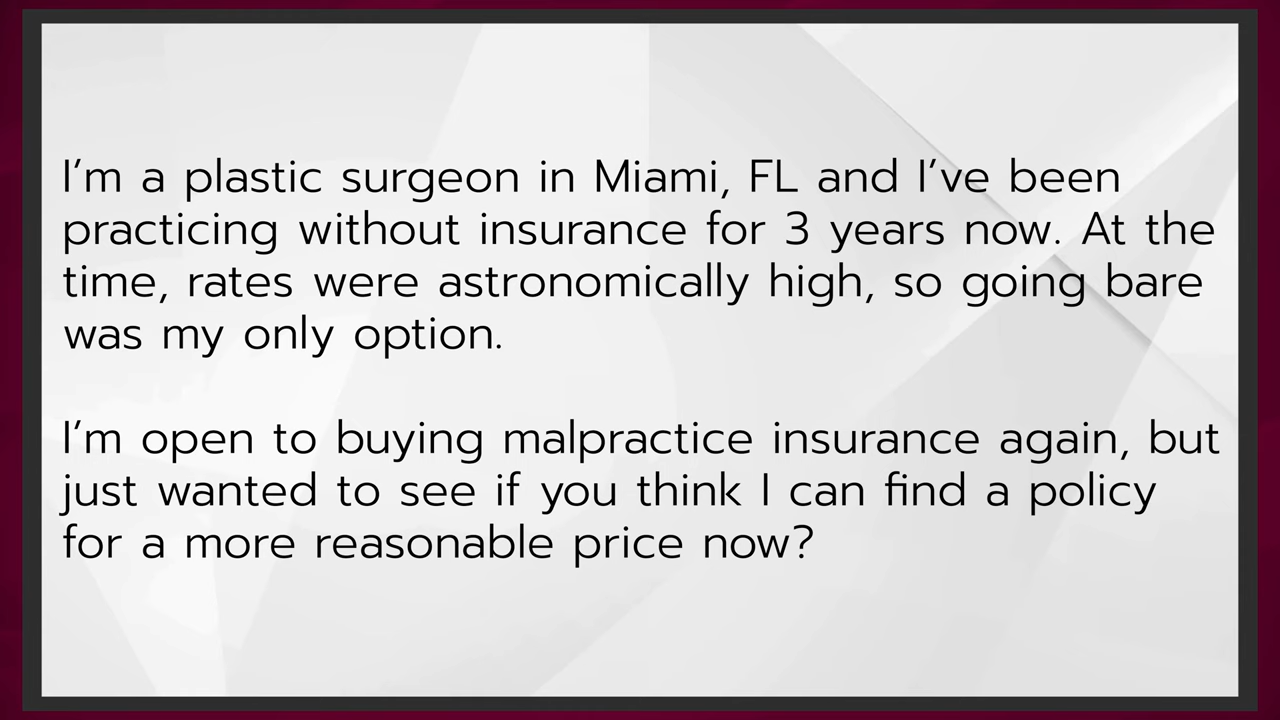 I’m a plastic surgeon in Miami, FL and I’ve been
practicing without insurance for 3 years now. At the
time, rates were astronomically high, so going bare
was my only option.
I’m open to buying malpractice insurance again, but
just wanted to see if you think I can find a policy
for a more reasonable price now?